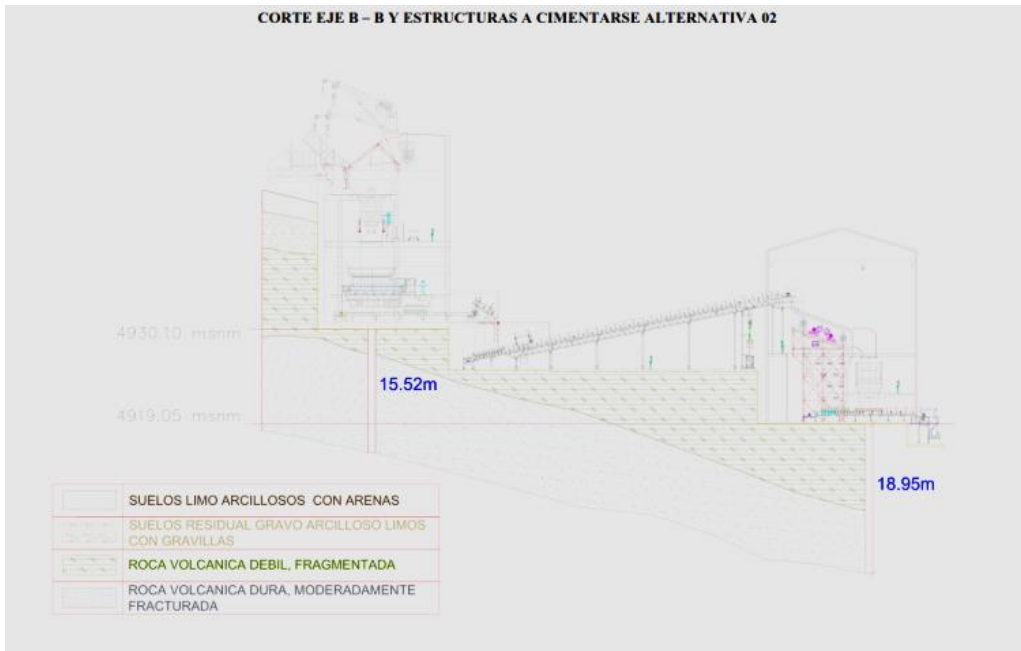 CORTE EJE B – B Y ESTRUCTURAS A CIMENTARSE ALTERNATIVA 02
4930.10 msnm
15.52m
4919.05 msnm
18.95m
SUELOS LIMO ARCILLOSOS CON ARENAS
SUELOS RESIDUAL GRAVO ARCILLOSO LIMOS
CON GRAVILLAS
ROCA VOLCANICA DEBIL, FRAGMENTADA
ROCA VOLCANICA DURA, MODERADAMENTE
FRACTURADA